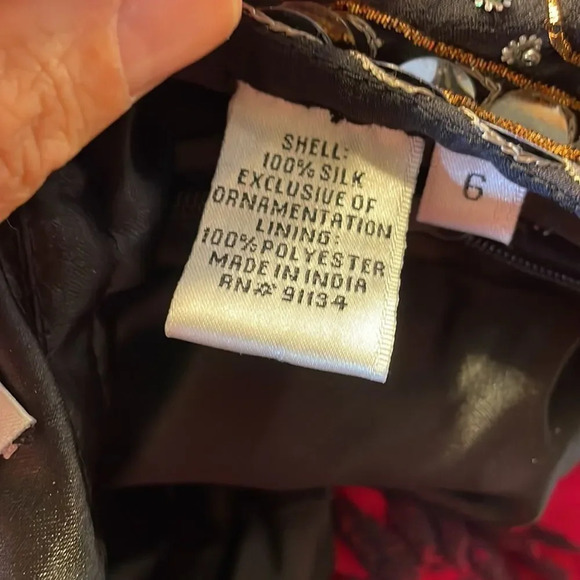 SHELL:
100% SILK
EXCLUSIVE OF
ORNAMENTATION
LINING:
100% POLYESTER
MADE IN INDIA
RN# 91134
6